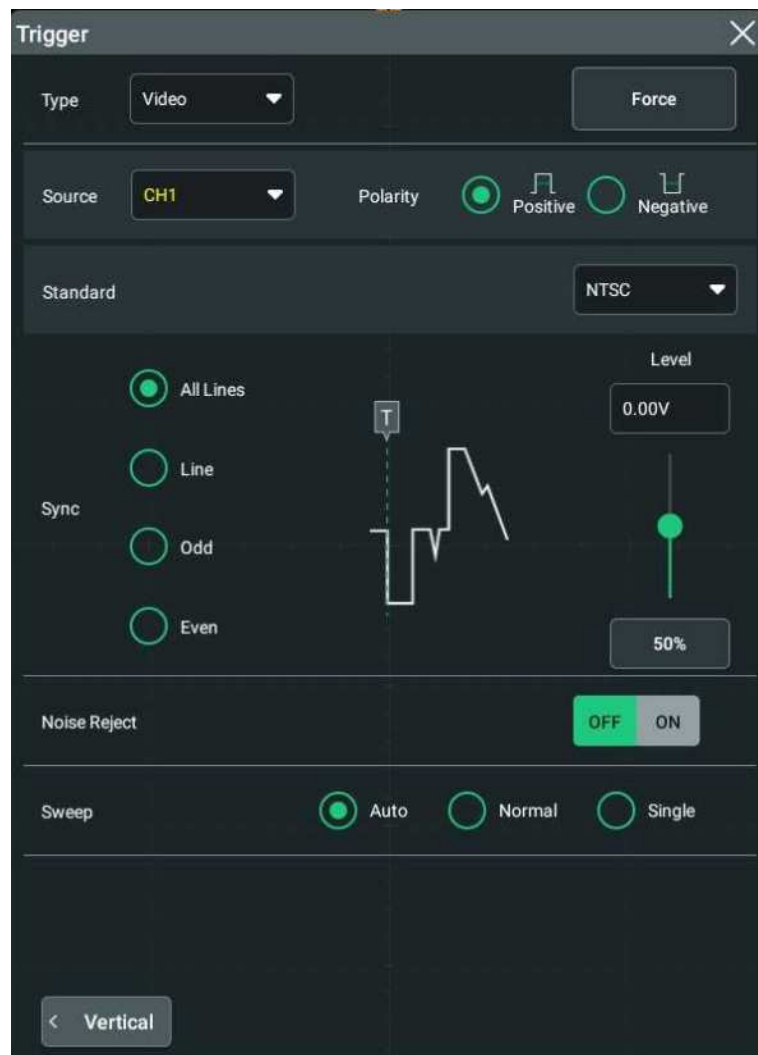 Trigger
Type Video Force
Source CH1 Polarity Positive Negative
Standard NTSC
Level
All Lines
0.00V
T
Line
Sync
Odd
Even
50%
Noise Reject OFF ON
Sweep Auto Normal Single
< Vertical